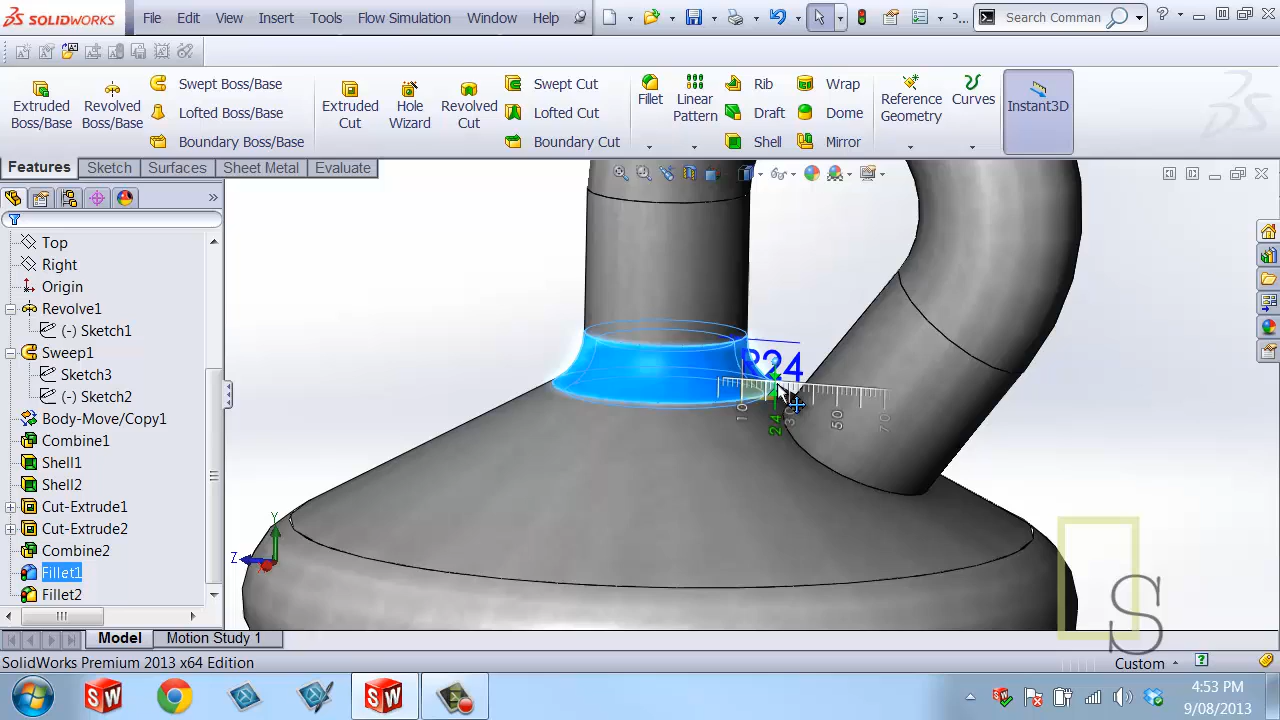 SOLIDWORKS File Edit View Insert Tools Flow Simulation Window Help Search Comman
Extruded Boss/Base
Revolved Boss/Base
Swept Boss/Base
Lofted Boss/Base
Boundary Boss/Base
Extruded Cut
Hole Wizard
Revolved Cut
Swept Cut
Lofted Cut
Boundary Cut
Fillet
Linear Pattern
Rib
Draft
Shell
Wrap
Dome
Mirror
Reference Geometry
Curves
Instant3D
Features Sketch Surfaces Sheet Metal Evaluate
Top
Right
Origin
Revolve1
(-) Sketch1
Sweep1
Sketch3
(-) Sketch2
Body-Move/Copy1
Combine1
Shell1
Shell2
Cut-Extrude1
Cut-Extrude2
Combine2
Fillet1
Fillet2
R24
10 24 30 50 70
Y
Z
S
Model Motion Study 1
SolidWorks Premium 2013 x64 Edition Custom
4:53 PM
9/08/2013